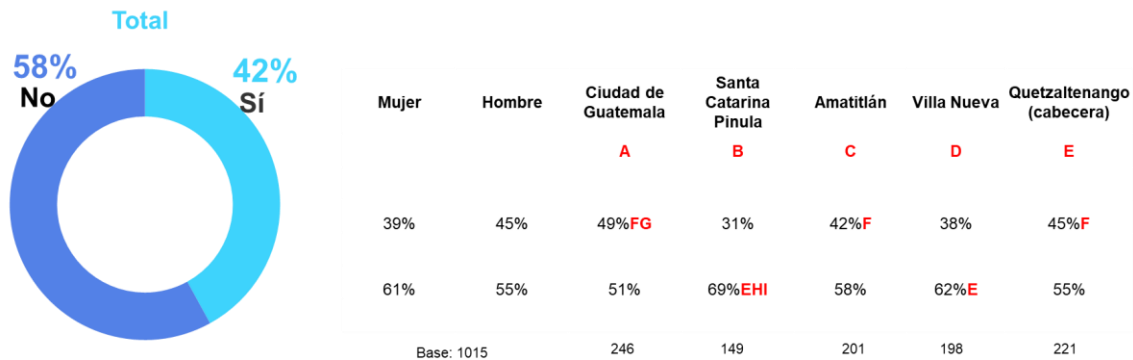 Total
58%
No
42%
Sí
Mujer
Hombre
Ciudad de
Guatemala
Santa
Catarina
Pinula
Amatitlán
Villa Nueva
Quetzaltenango
(cabecera)
A
B
C
D
E
39%
45%
49%FG
31%
42%F
38%
45%F
61%
55%
51%
69%EHI
58%
62%E
55%
Base: 1015
246
149
201
198
221